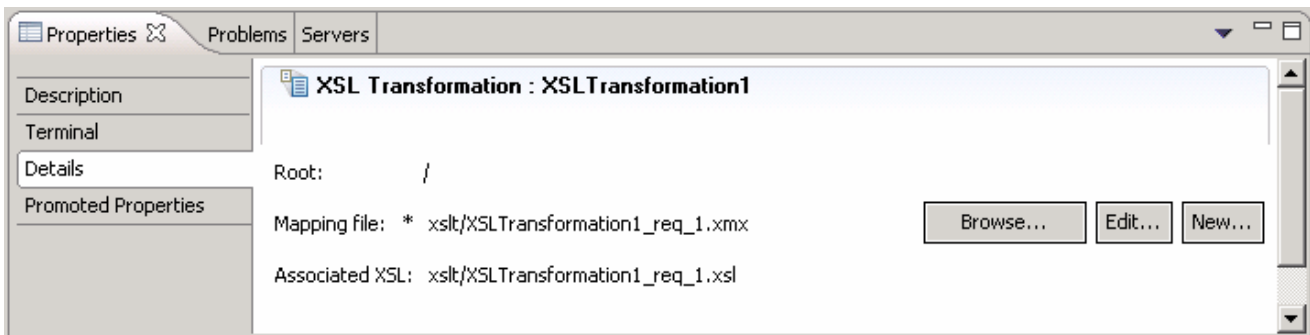 Properties Problems Servers
XSL Transformation : XSLTransformation1
Description
Terminal
Details
Promoted Properties
Root: /
Mapping file: * xslt/XSLTransformation1_req_1.xmx Browse... Edit... New...
Associated XSL: xslt/XSLTransformation1_req_1.xsl